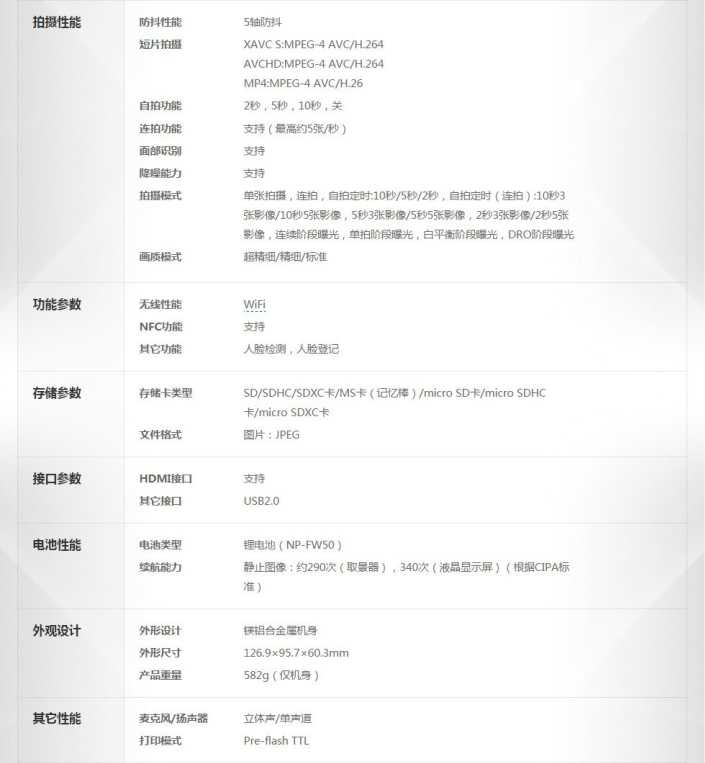 拍摄性能 防抖性能 5轴防抖
短片拍摄 XAVC S:MPEG-4 AVC/H.264
AVCHD:MPEG-4 AVC/H.264
MP4:MPEG-4 AVC/H.26
自拍功能 2秒，5秒，10秒，关
连拍功能 支持（最高约5张/秒）
面部识别 支持
降噪能力 支持
拍摄模式 单张拍摄，连拍，自拍定时:10秒/5秒/2秒，自拍定时（连拍）:10秒3
张影像/10秒5张影像，5秒3张影像/5秒5张影像，2秒3张影像/2秒5张
影像，连续阶段曝光，单拍阶段曝光，白平衡阶段曝光，DRO阶段曝光
画质模式 超精细/精细/标准
功能参数 无线性能 WiFi
NFC功能 支持
其它功能 人脸检测，人脸登记
存储参数 存储卡类型 SD/SDHC/SDXC卡/MS卡（记忆棒）/micro SD卡/micro SDHC
卡/micro SDXC卡
文件格式 图片：JPEG
接口参数 HDMI接口 支持
其它接口 USB2.0
电池性能 电池类型 锂电池（NP-FW50）
续航能力 静止图像：约290次（取景器），340次（液晶显示屏）（根据CIPA标
准）
外观设计 外形设计 镁铝合金属机身
外形尺寸 126.9×95.7×60.3mm
产品重量 582g（仅机身）
其它性能 麦克风/扬声器 立体声/单声道
打印模式 Pre-flash TTL